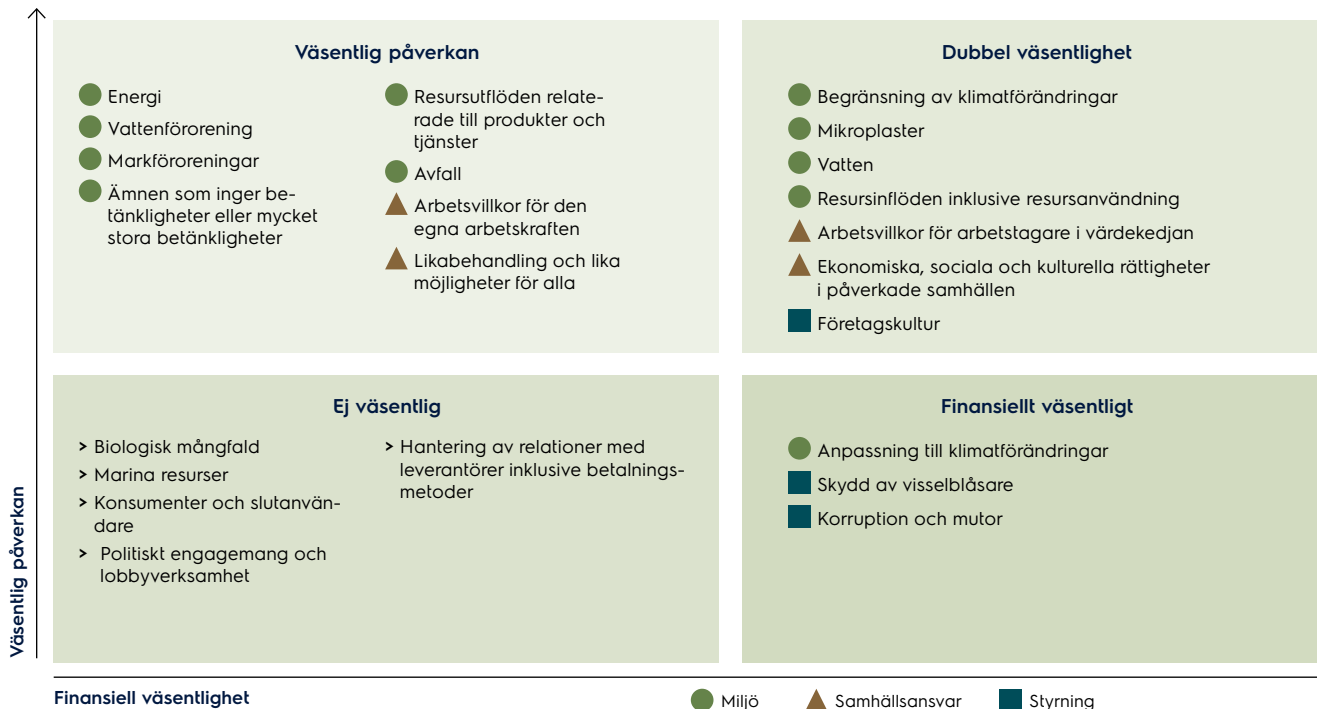 Väsentlig påverkan
Energi
Vattenförorening
Markföroreningar
Ämnen som inger be-
tänkligheter eller mycket
stora betänkligheter
Resursutflöden relate-
rade till produkter och
tjänster
Avfall
Arbetsvillkor för den
egna arbetskraften
Likabehandling och lika
möjligheter för alla
Dubbel väsentlighet
Begränsning av klimatförändringar
Mikroplaster
Vatten
Resursinflöden inklusive resursanvändning
Arbetsvillkor för arbetstagare i värdekedjan
Ekonomiska, sociala och kulturella rättigheter
i påverkade samhällen
Företagskultur
Ej väsentlig
> Biologisk mångfald
> Marina resurser
> Konsumenter och slutanvän-
dare
> Politiskt engagemang och
lobbyverksamhet
> Hantering av relationer med
leverantörer inklusive betalnings-
metoder
Finansiellt väsentligt
Anpassning till klimatförändringar
Skydd av visselblåsare
Korruption och mutor
Väsentlig påverkan
Finansiell väsentlighet
Miljö
Samhällsansvar
Styrning